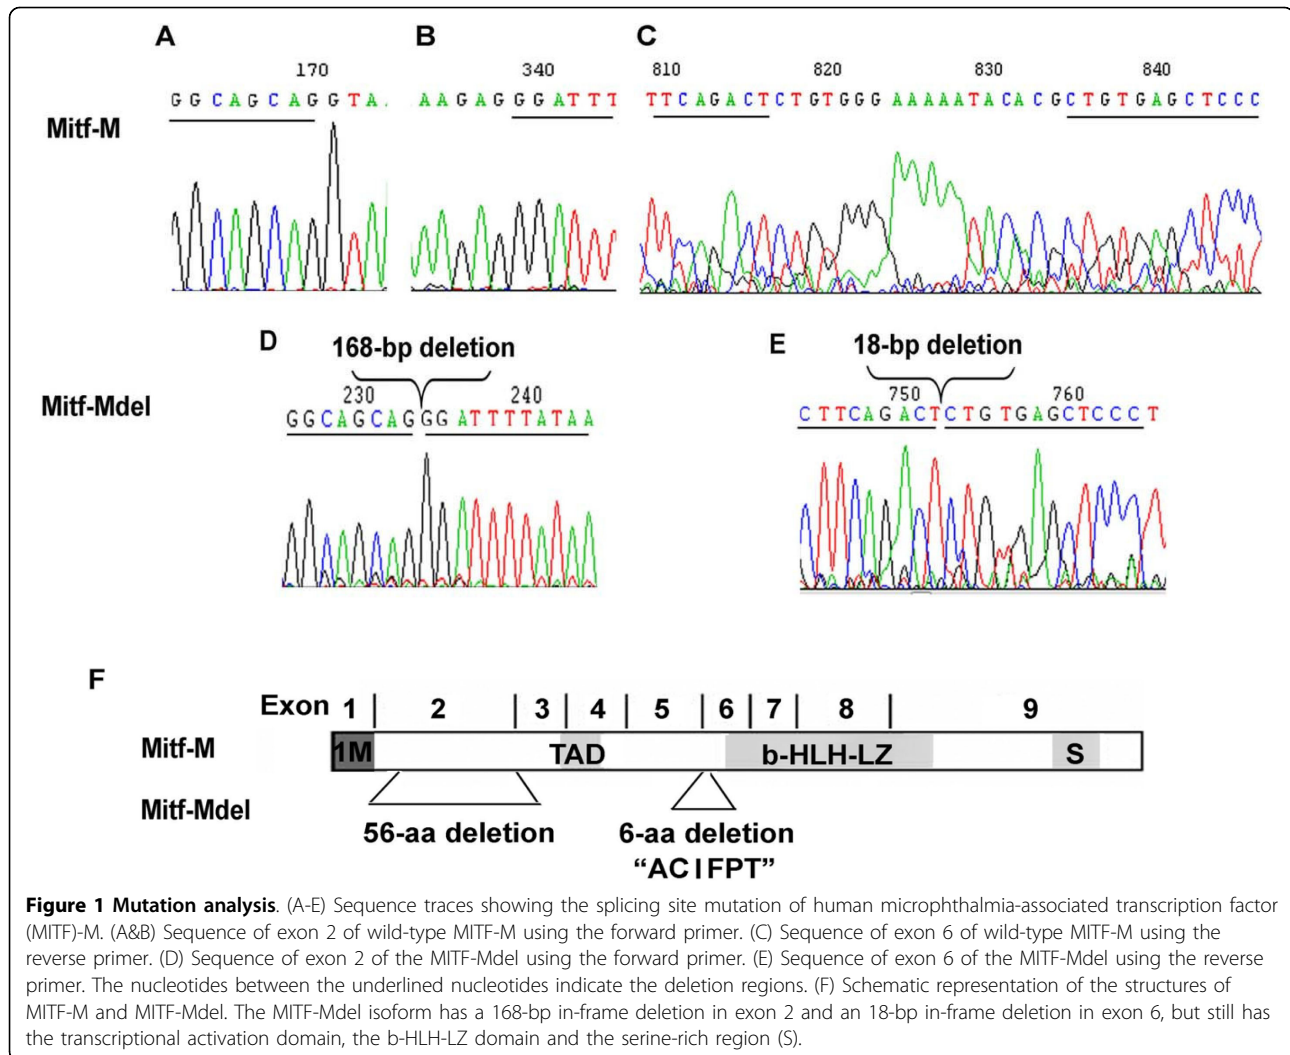 A B C
170 340 810 820 830 840
GGCAGCAGGTA AAGAGGGATTT TTCAGACTCTGTGGGAAAAATACACGCTGTGAGCTCCC
Mitf-M
D 168-bp deletion E 18-bp deletion
230 240 750 760
Mitf-Mdel GGCAGCAGGGATTTTATAA CTTCAGACTCTGTGAGCTCCCT
F
Exon 1 2 3 4 5 6 7 8 9
Mitf-M 1M TAD b-HLH-LZ S
Mitf-Mdel
56-aa deletion 6-aa deletion
"ACIFPT"
Figure 1 Mutation analysis. (A-E) Sequence traces showing the splicing site mutation of human microphthalmia-associated transcription factor
(MITF)-M. (A&B) Sequence of exon 2 of wild-type MITF-M using the forward primer. (C) Sequence of exon 6 of wild-type MITF-M using the
reverse primer. (D) Sequence of exon 2 of the MITF-Mdel using the forward primer. (E) Sequence of exon 6 of the MITF-Mdel using the reverse
primer. The nucleotides between the underlined nucleotides indicate the deletion regions. (F) Schematic representation of the structures of
MITF-M and MITF-Mdel. The MITF-Mdel isoform has a 168-bp in-frame deletion in exon 2 and an 18-bp in-frame deletion in exon 6, but still has
the transcriptional activation domain, the b-HLH-LZ domain and the serine-rich region (S).